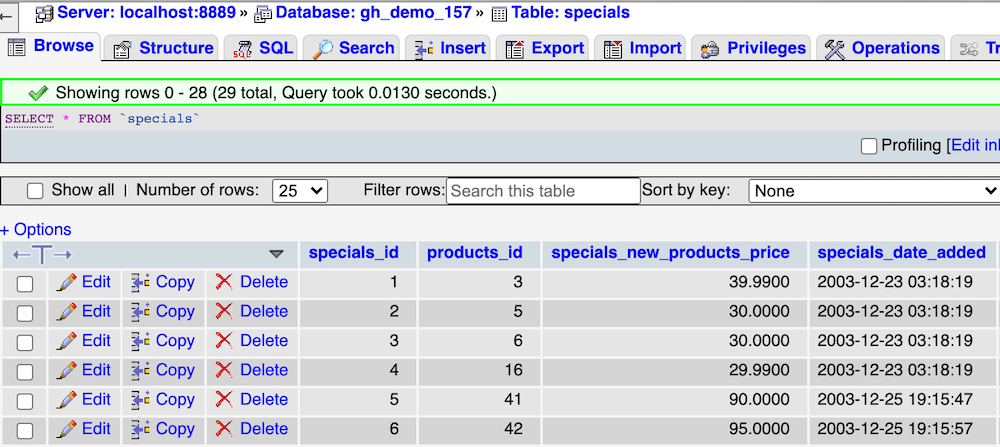 Server: localhost:8889 » Database: gh_demo_157 » Table: specials
Browse Structure SQL Search Insert Export Import Privileges Operations
Showing rows 0 - 28 (29 total, Query took 0.0130 seconds.)
SELECT * FROM `specials`
Profiling [Edit inl
Show all | Number of rows: 25 Filter rows: Search this table Sort by key: None
+ Options
specials_id products_id specials_new_products_price specials_date_added
Edit Copy Delete 1 3 39.9900 2003-12-23 03:18:19
Edit Copy Delete 2 5 30.0000 2003-12-23 03:18:19
Edit Copy Delete 3 6 30.0000 2003-12-23 03:18:19
Edit Copy Delete 4 16 29.9900 2003-12-23 03:18:19
Edit Copy Delete 5 41 90.0000 2003-12-25 19:15:47
Edit Copy Delete 6 42 95.0000 2003-12-25 19:15:57